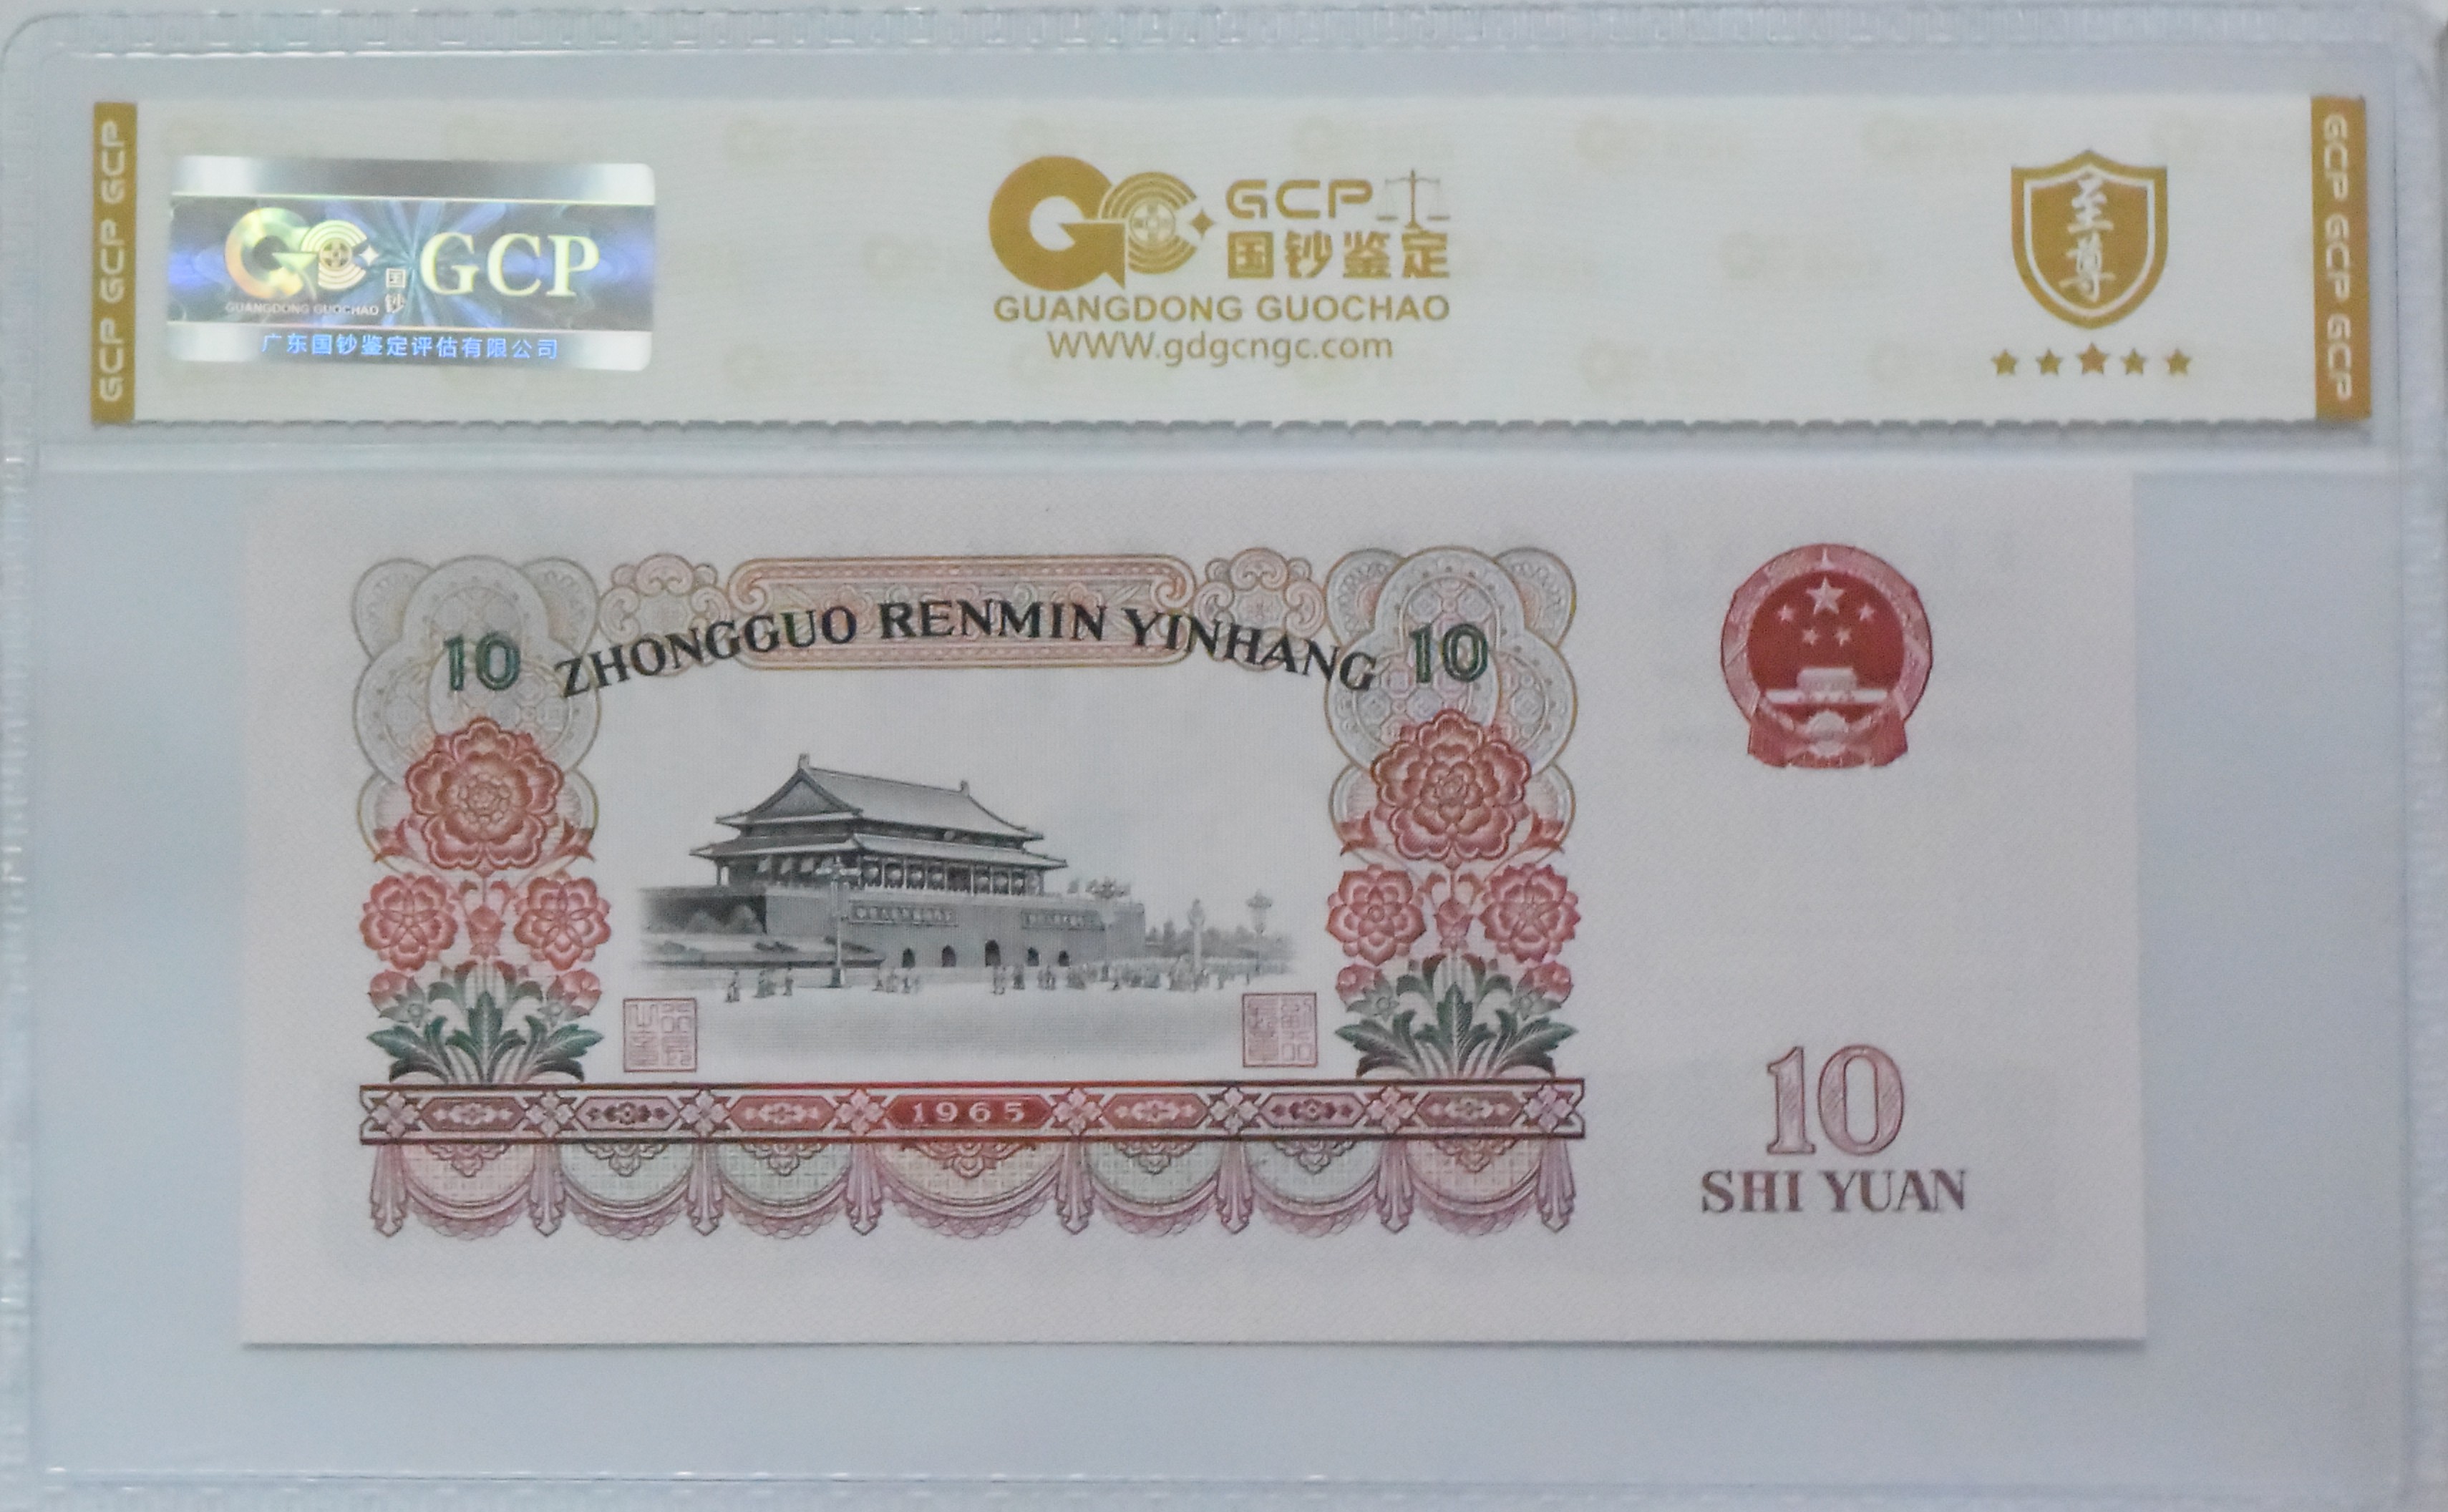 GCP GCP GCP
GCP
国钞
GUANGDONG GUOCHAO
广东国钞鉴定评估有限公司
GCP
国钞鉴定
GUANGDONG GUOCHAO
WWW.gdgcngc.com
至尊
GCP GCP GCP
ZHONGGUO RENMIN YINHANG
10
10
1965
10
SHI YUAN